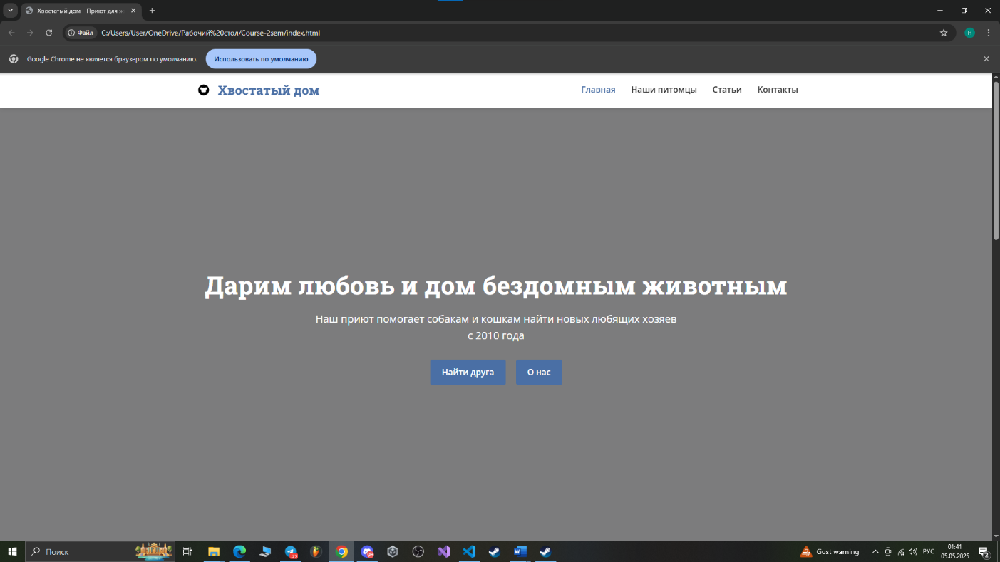 Хвостатый дом - Приют для
Файл
C:/Users/User/OneDrive/Рабочий%20стол/Course-2sem/index.html
Н
Google Chrome не является браузером по умолчанию.
Использовать по умолчанию
Хвостатый дом
Главная
Наши питомцы
Статьи
Контакты
Дарим любовь и дом бездомным животным
Наш приют помогает собакам и кошкам найти новых любящих хозяев
с 2010 года
Найти друга
О нас
Поиск
27
Gust warning
РУС
01:41
05.05.2025
2